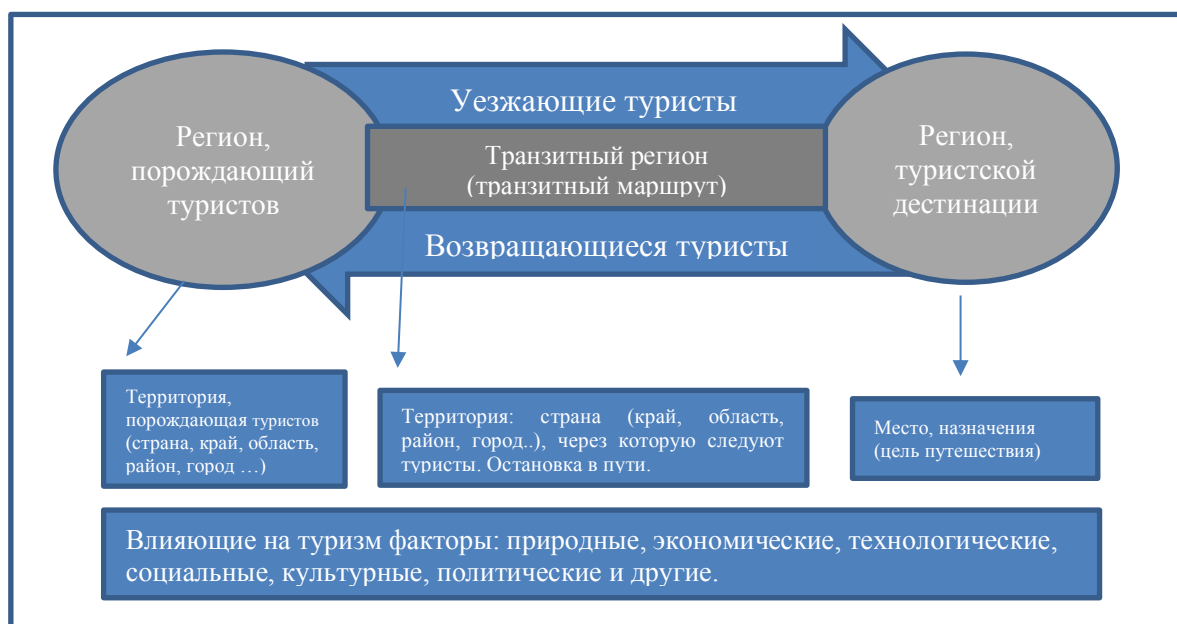 Уезжающие туристы
Регион,
порождающий
туристов
Транзитный регион
(транзитный маршрут)
Регион,
туристской
дестинации
Возвращающиеся туристы
Территория,
порождающая туристов
(страна, край, область,
район, город ...)
Территория: страна (край, область,
район, город..), через которую следуют
туристы. Остановка в пути.
Место, назначения
(цель путешествия)
Влияющие на туризм факторы: природные, экономические, технологические,
социальные, культурные, политические и другие.